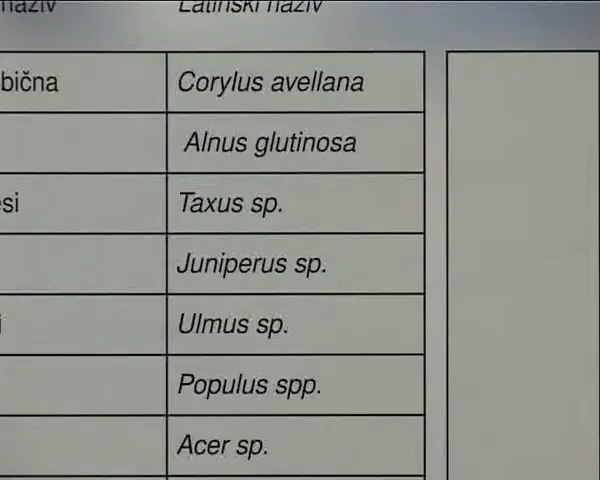 naziv Latinski naziv
bična Corylus avellana
Alnus glutinosa
esi Taxus sp.
Juniperus sp.
i Ulmus sp.
Populus spp.
Acer sp.